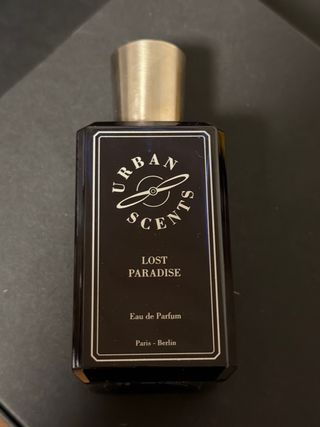 URBAN
SCENTS
LOST
PARADISE
Eau de Parfum
Paris - Berlin